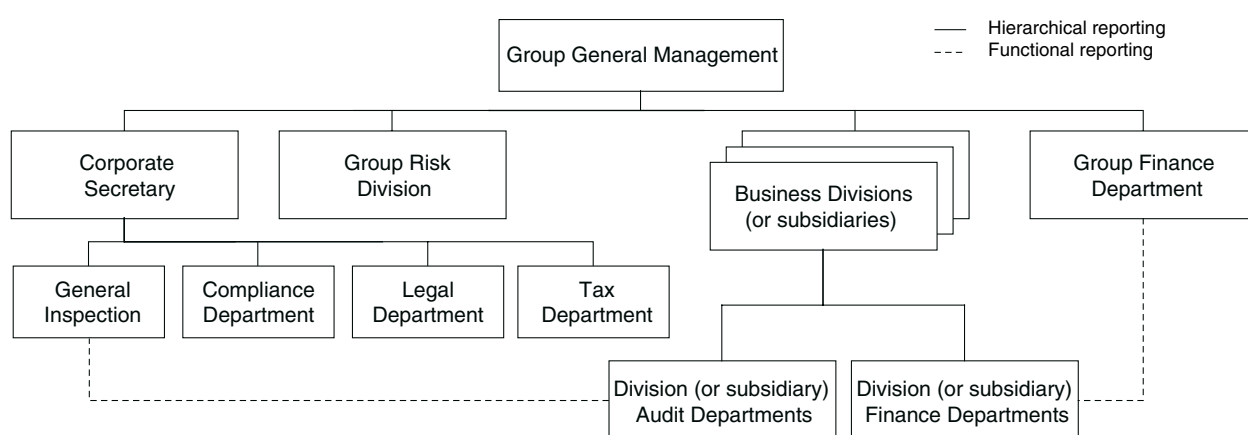 Group General Management
Hierarchical reporting
Functional reporting
Corporate
Secretary
Group Risk
Division
Business Divisions
(or subsidiaries)
Group Finance
Department
General
Inspection
Compliance
Department
Legal
Department
Tax
Department
Division (or subsidiary)
Audit Departments
Division (or subsidiary)
Finance Departments